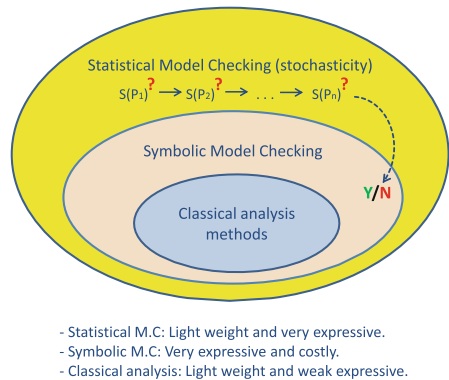 Statistical Model Checking (stochasticity)
S(P1)? → S(P2)? → . . . → S(Pn)?
Symbolic Model Checking
Y/N
Classical analysis
methods
- Statistical M.C: Light weight and very expressive.
- Symbolic M.C: Very expressive and costly.
- Classical analysis: Light weight and weak expressive.